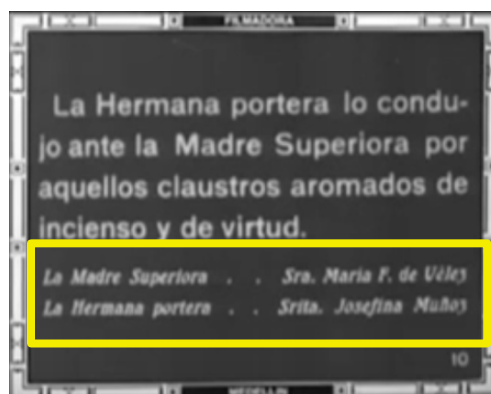 FILMADORA
La Hermana portera lo condu-
jo ante la Madre Superiora por
aquellos claustros aromados de
incienso y de virtud.
La Madre Superiora . . Sra. Maria F. de Vélez
La Hermana portera . . Srita. Josefina Muñoz
10
MEDELLIN